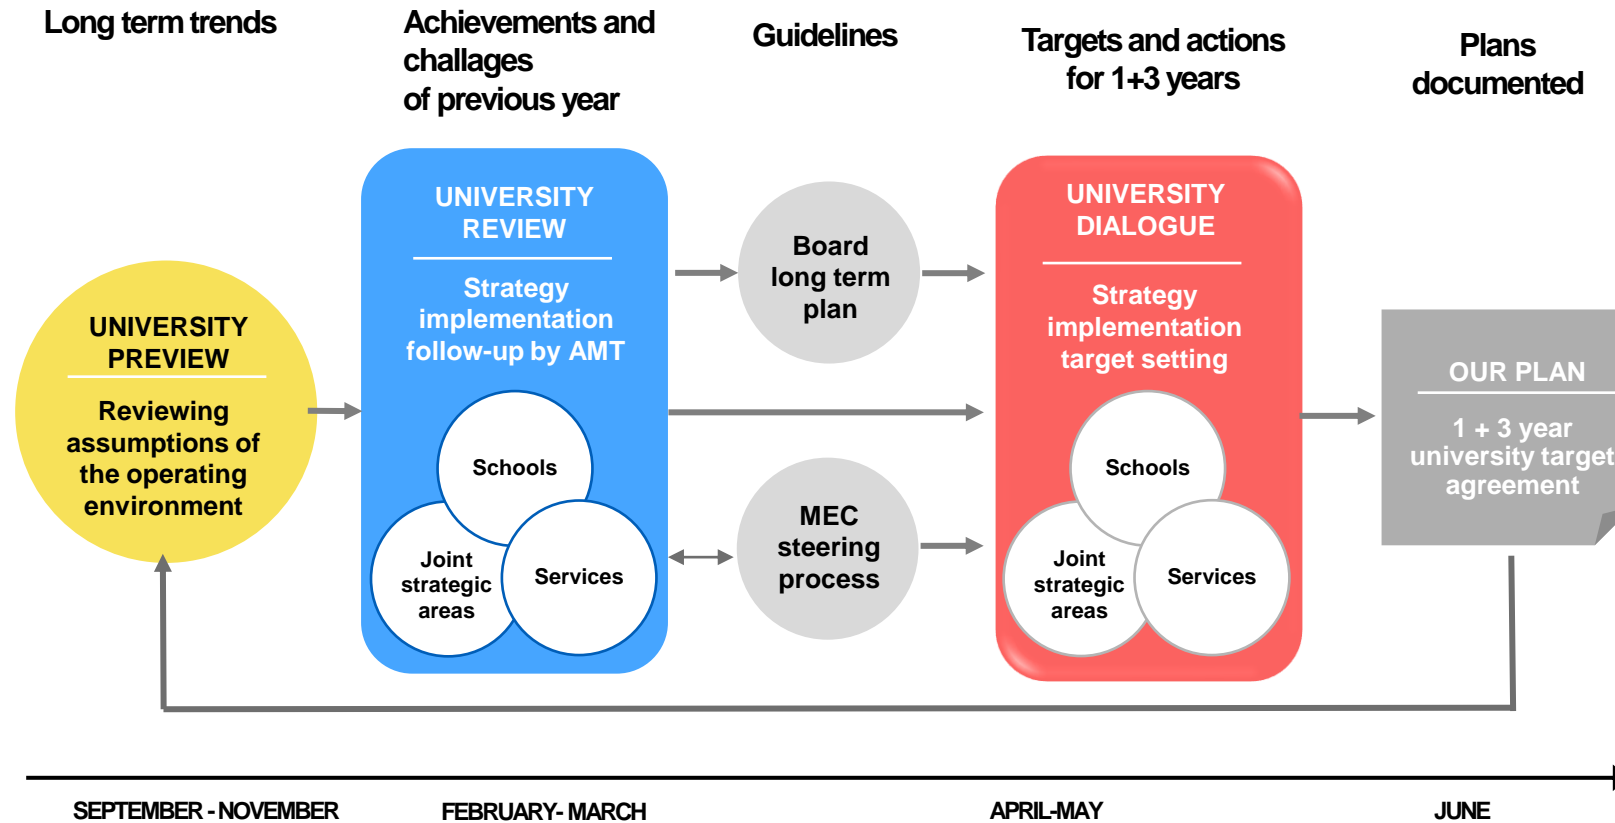 Long term trends
Achievements and
challages
of previous year
Guidelines
Targets and actions
for 1+3 years
Plans
documented
UNIVERSITY
PREVIEW
Reviewing
assumptions of
the operating
environment
UNIVERSITY
REVIEW
Strategy
implementation
follow-up by AMT
Schools
Joint
strategic
areas
Services
Board
long term
plan
MEC
steering
process
UNIVERSITY
DIALOGUE
Strategy
implementation
target setting
Schools
Joint
strategic
areas
Services
OUR PLAN
1 + 3 year
university target
agreement
SEPTEMBER - NOVEMBER
FEBRUARY- MARCH
APRIL-MAY
JUNE